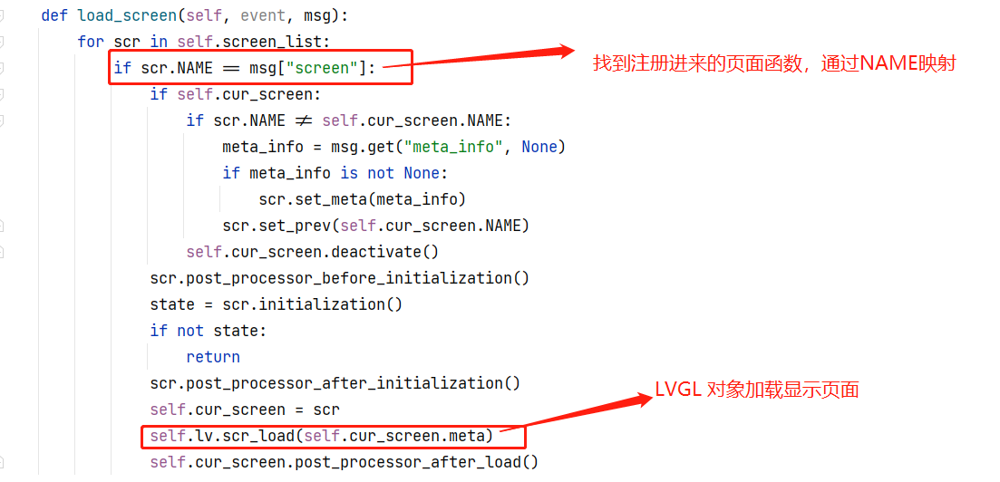 def load_screen(self, event, msg):
for scr in self.screen_list:
if scr.NAME == msg["screen"]:
找到注册进来的页面函数，通过NAME映射
if self.cur_screen:
if scr.NAME ≠ self.cur_screen.NAME:
meta_info = msg.get("meta_info", None)
if meta_info is not None:
scr.set_meta(meta_info)
scr.set_prev(self.cur_screen.NAME)
self.cur_screen.deactivate()
scr.post_processor_before_initialization()
state = scr.initialization()
if not state:
return
scr.post_processor_after_initialization()
LVGL 对象加载显示页面
self.cur_screen = scr
self.lv.scr_load(self.cur_screen.meta)
self.cur_screen.post_processor_after_load()